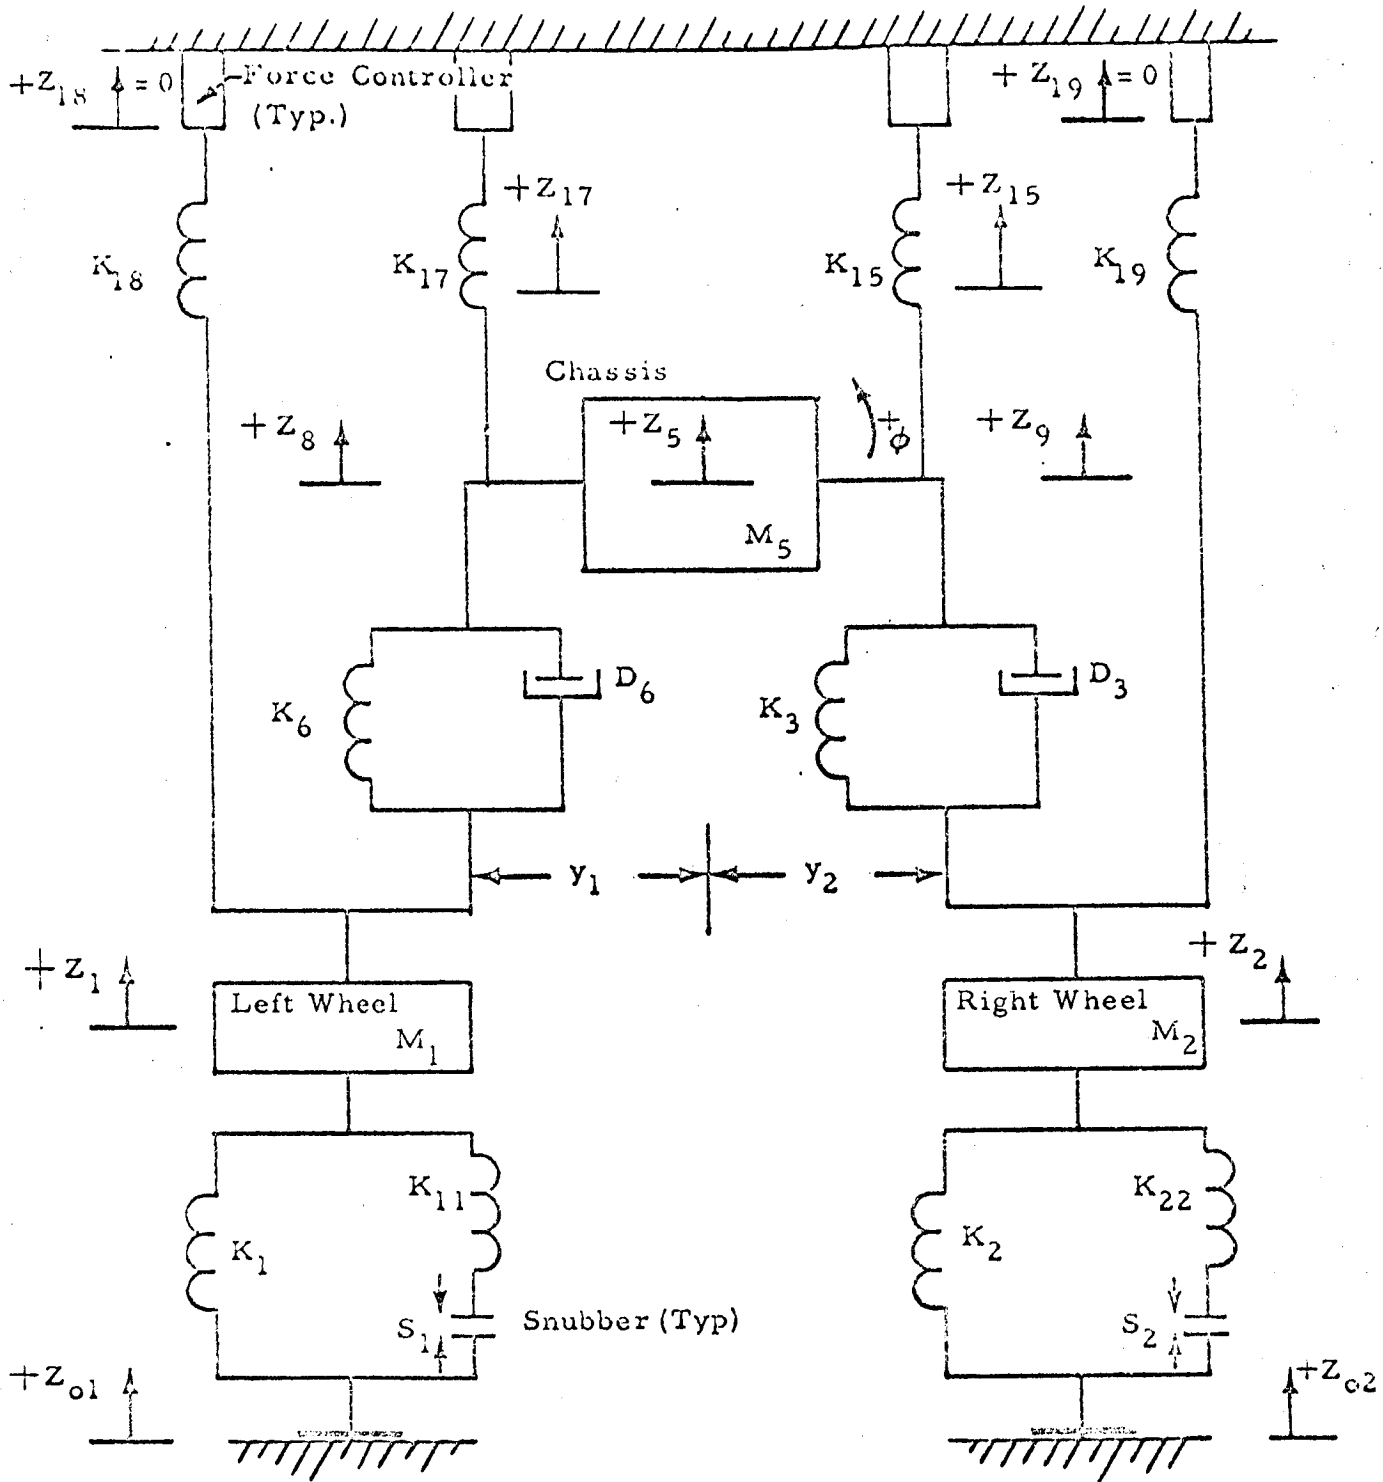 +Z18 = 0
Force Controller
(Typ.)
+ Z19 = 0
+Z17
+Z15
K18
K17
K15
K19
Chassis
+Z8
+Z5
+φ
+Z9
M5
K6
D6
K3
D3
y1
y2
+Z1
+Z2
Left Wheel
M1
Right Wheel
M2
K11
K22
K1
K2
S1
Snubber (Typ)
S2
+Zo1
+Zo2